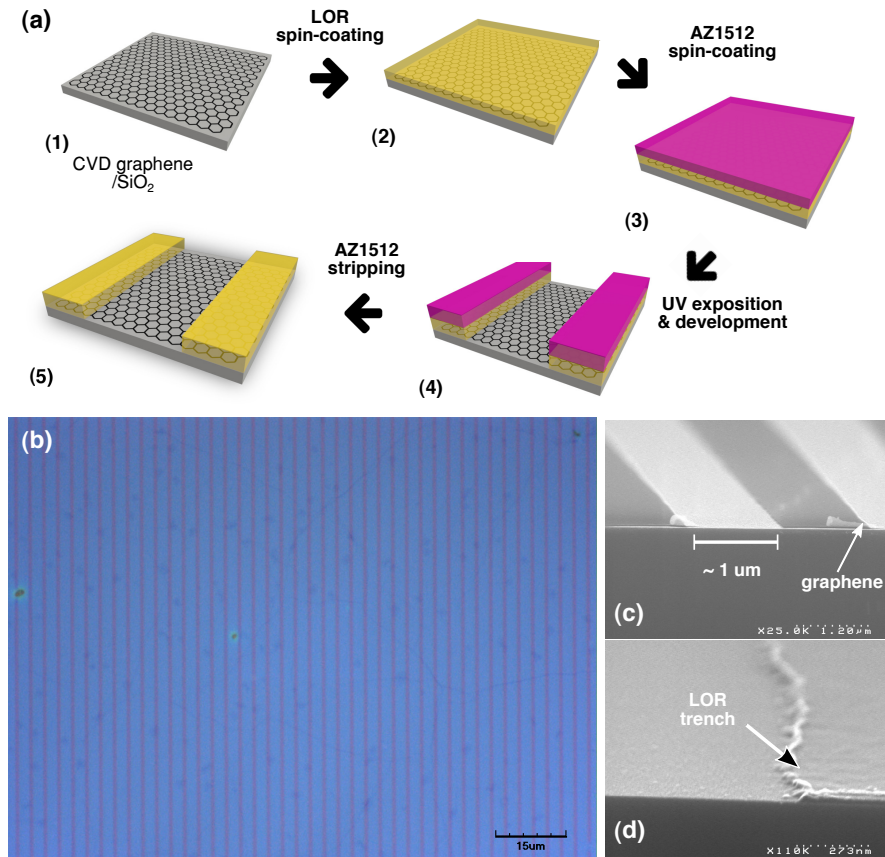 (a)
LOR
spin-coating
AZ1512
spin-coating
(1)
CVD graphene
/SiO₂
(2)
(3)
AZ1512
stripping
UV exposition
& development
(5)
(4)
(b)
15um
~ 1 um
graphene
(c)
X25.0K 1.20µm
LOR
trench
(d)
X110K 273nm